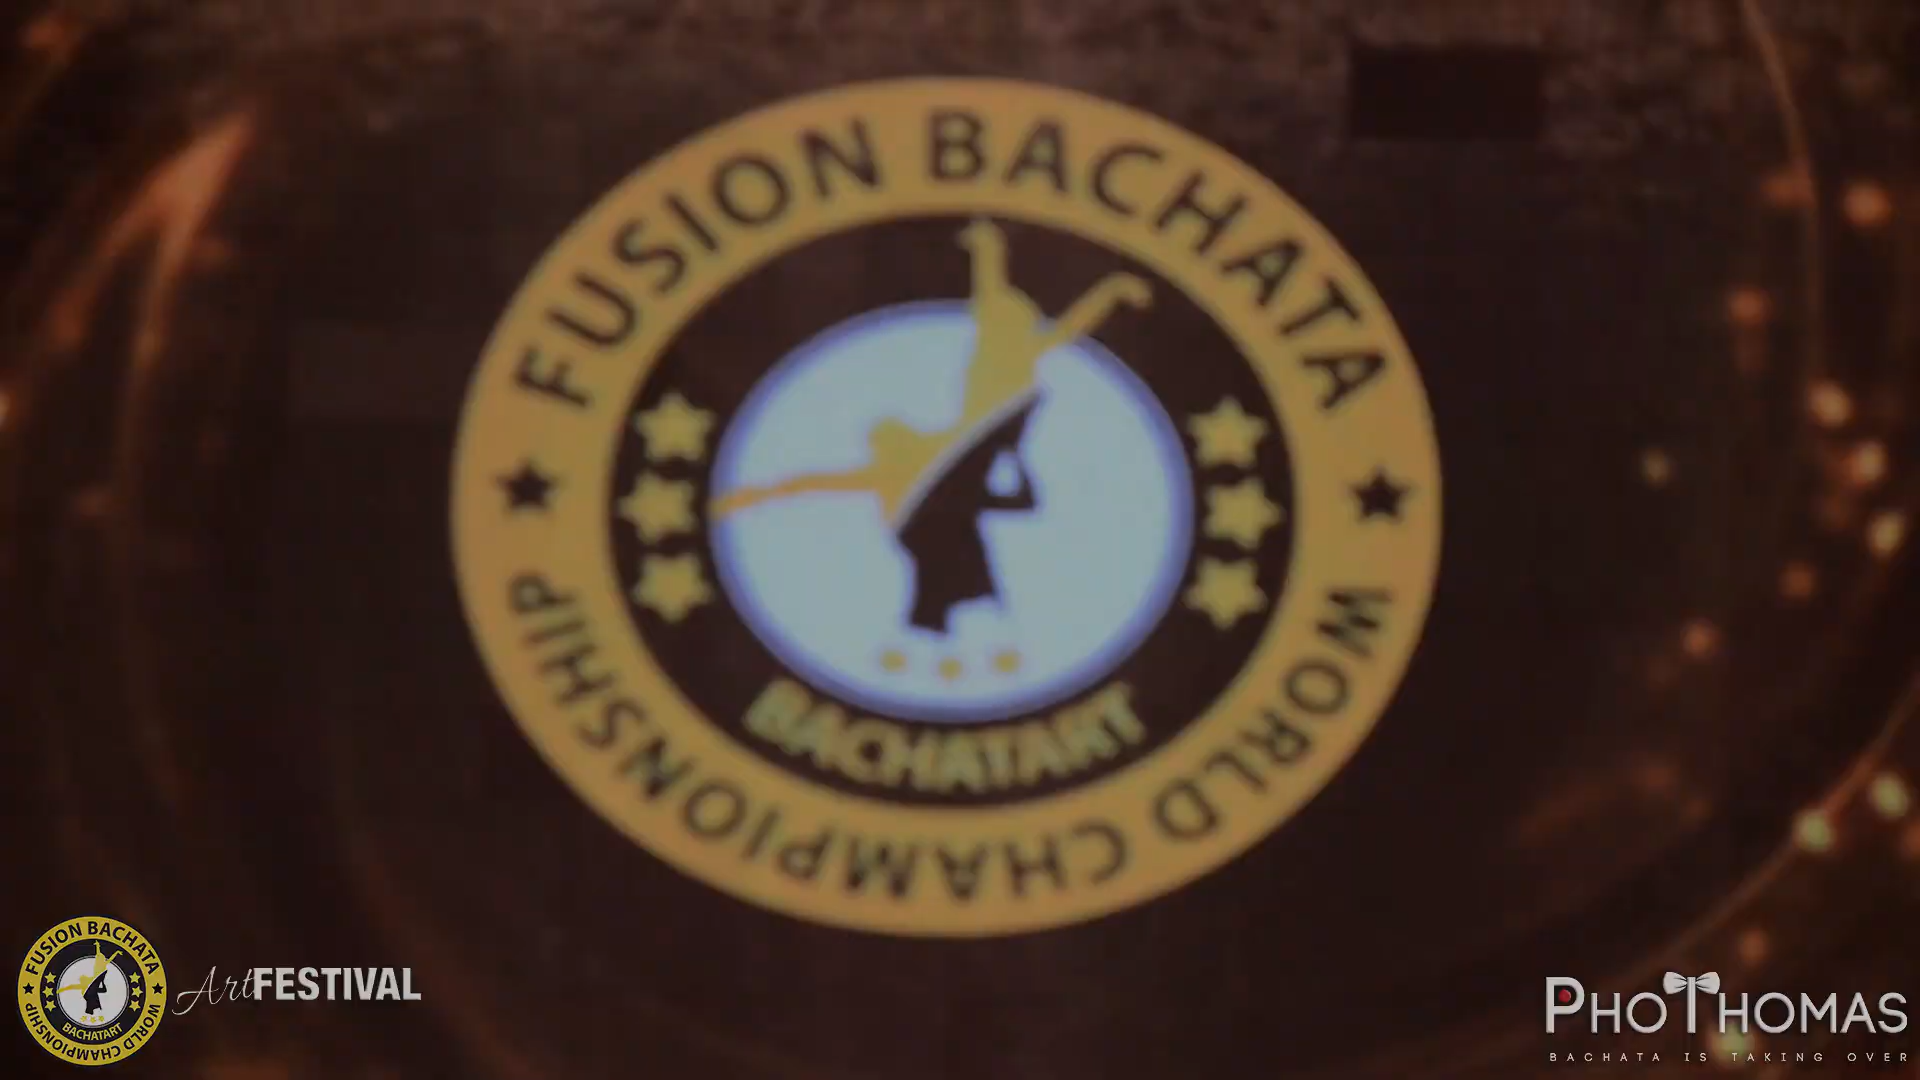 FUSION BACHATA
WORLD CHAMPIONSHIP
BACHATART
FUSION BACHATA
WORLD CHAMPIONSHIP
BACHATART
ArtFESTIVAL
PHOTHOMAS
BACHATA IS TAKING OVER